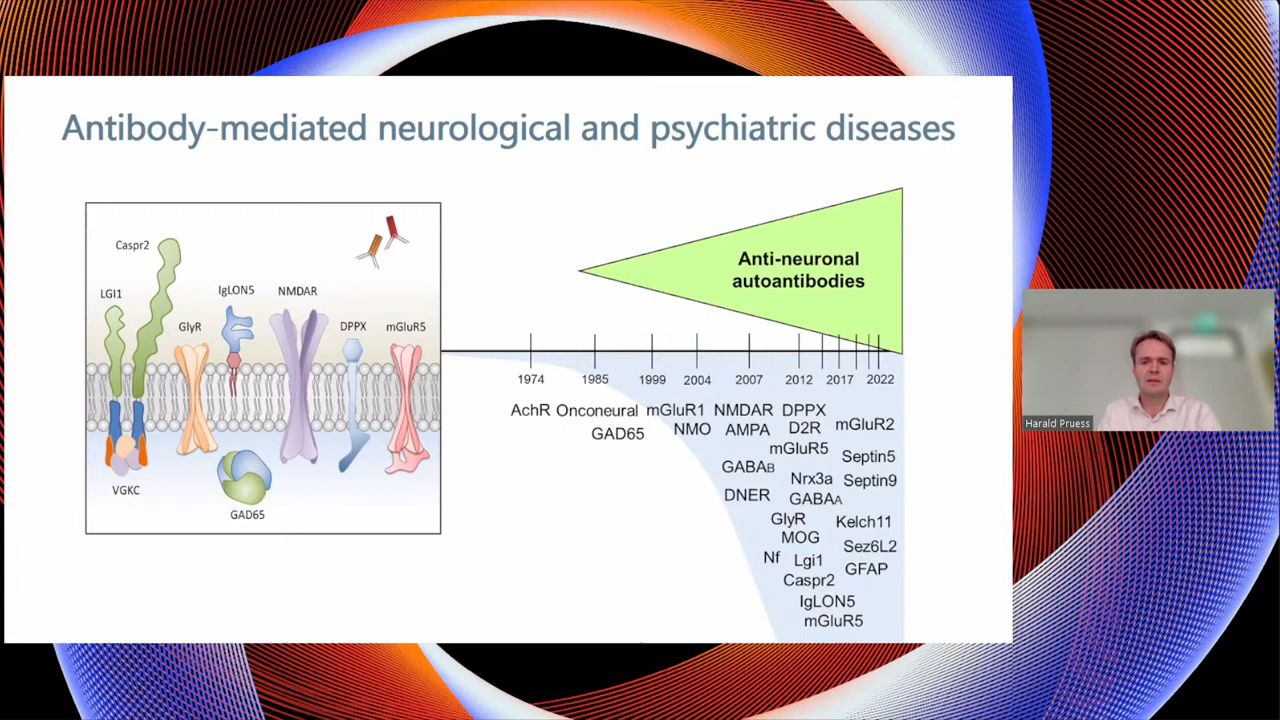 Antibody-mediated neurological and psychiatric diseases
Caspr2
LGI1
GlyR
IgLON5
NMDAR
DPPX
mGluR5
VGKC
GAD65
Anti-neuronal
autoantibodies
1974 1985 1999 2004 2007 2012 2017 2022
AchR Onconeural mGluR1 NMDAR DPPX
GAD65 NMO AMPA D2R mGluR2
mGluR5
GABAB Septin5
Nrx3a Septin9
DNER GABAA
GlyR Kelch11
MOG
Nf Lgi1 Sez6L2
Caspr2 GFAP
IgLON5
mGluR5
Harald Pruess